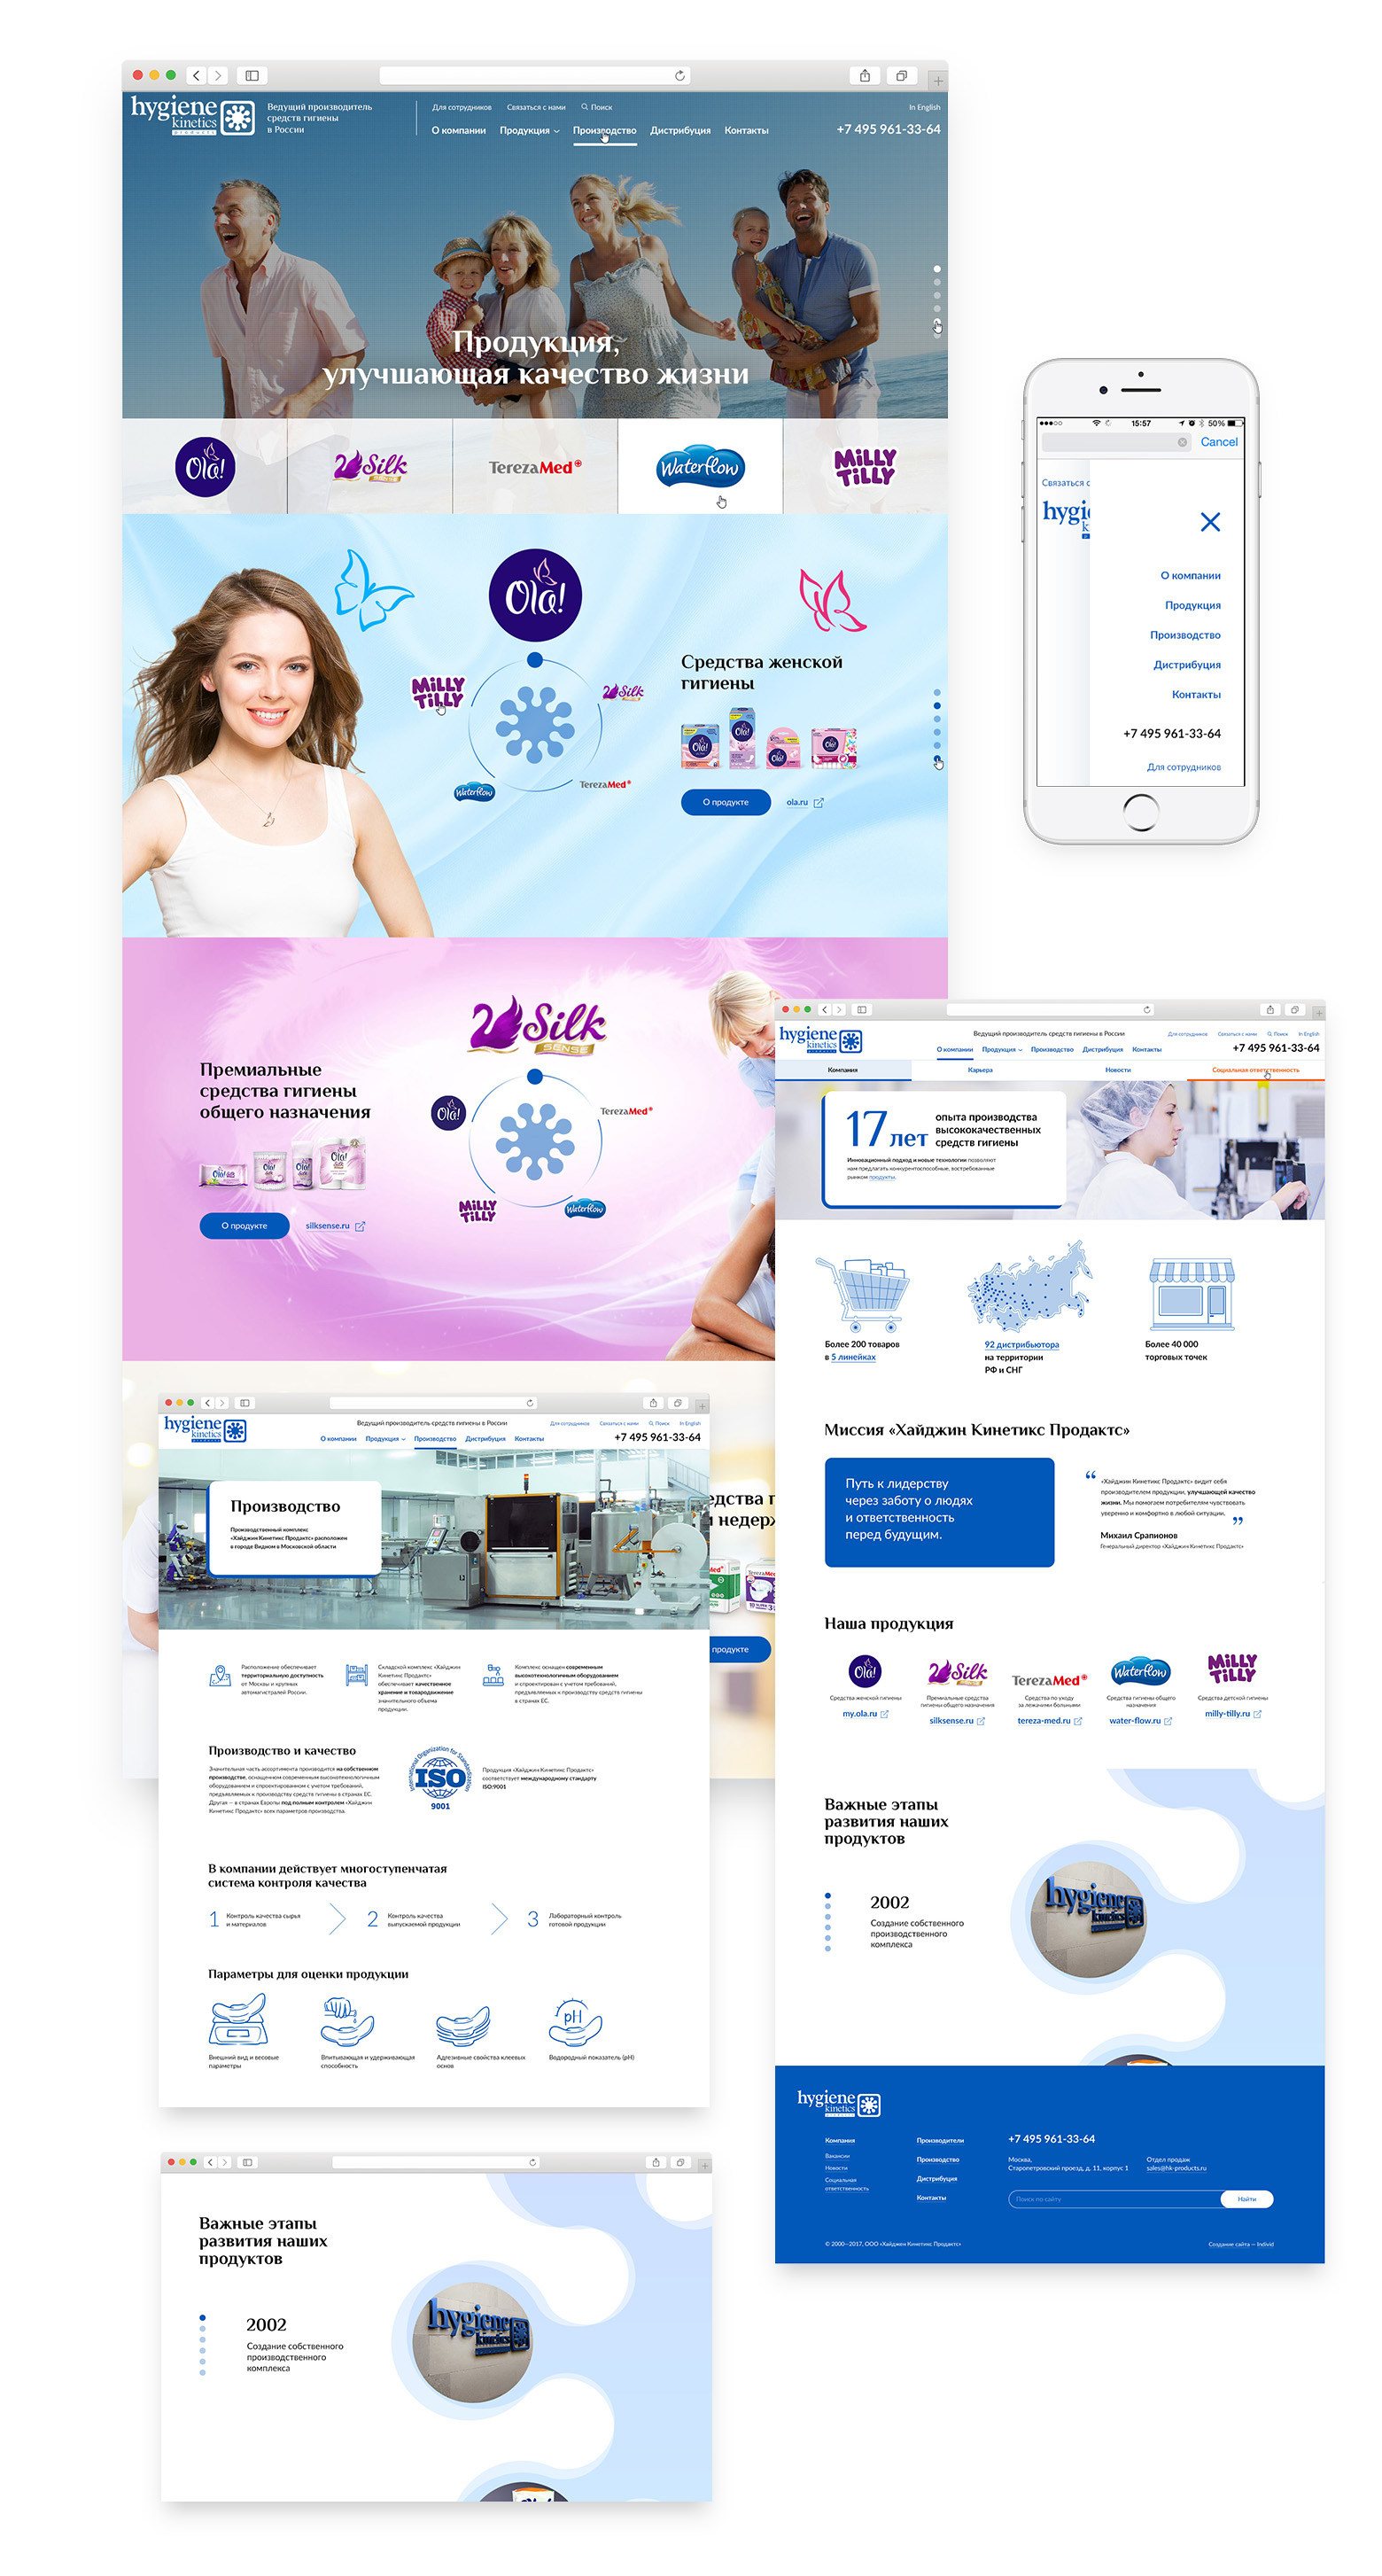 hygiene
kinetics
products
Ведущий производитель
средств гигиены
в России
Для сотрудников Связаться с нами Поиск In English
О компании Продукция Производство Дистрибуция Контакты +7 495 961-33-64
Продукция,
улучшающая качество жизни
Ola! Silk SENSE TerezaMed Waterflow MiLLY TiLLY
Ola!
MiLLY TiLLY
Silk
Waterflow
TerezaMed
Средства женской
гигиены
О продукте ola.ru
15:57 50%
Cancel
Связаться с
hygi
О компании
Продукция
Производство
Дистрибуция
Контакты
+7 495 961-33-64
Для сотрудников
Silk
SENSE
Премиальные
средства гигиены
общего назначения
О продукте silksense.ru
Ola!
TerezaMed
MiLLY TiLLY
Waterflow
hygiene
kinetics
products
Ведущий производитель средств гигиены в России
Для сотрудников Связаться с нами Поиск In English
О компании Продукция Производство Дистрибуция Контакты
+7 495 961-33-64
Компания Карьера Новости Социальная ответственность
17 лет
опыта производства
высококачественных
средств гигиены
Инновационный подход и новые технологии позволяют
нам предлагать конкурентоспособные, востребованные
рынком продукты.
Более 200 товаров
в 5 линейках
92 дистрибьютора
на территории
РФ и СНГ
Более 40 000
торговых точек
Миссия «Хайджин Кинетикс Продактс»
Путь к лидерству
через заботу о людях
и ответственность
перед будущим.
“ «Хайджин Кинетикс Продактс» видит себя
производителем продукции, улучшающей качество
жизни. Мы помогаем потребителям чувствовать
уверенно и комфортно в любой ситуации. ”
Михаил Срапионов
Генеральный директор «Хайджин Кинетикс Продактс»
Наша продукция
Ola! Silk SENSE TerezaMed Waterflow MiLLY TiLLY
Средства женской гигиены
my.ola.ru
Премиальные средства
гигиены общего назначения
silksense.ru
Средства по уходу
за лежачими больными
tereza-med.ru
Средства гигиены общего
назначения
water-flow.ru
Средства детской гигиены
milly-tilly.ru
Важные этапы
развития наших
продуктов
2002
Создание собственного
производственного
комплекса
hygiene
kinetics
hygiene
kinetics
products
Компания
Вакансии
Новости
Социальная
ответственность
Производители
Производство
Дистрибуция
Контакты
+7 495 961-33-64
Москва,
Старопетровский проезд, д. 11, корпус 1
Отдел продаж
sales@hk-products.ru
Поиск по сайту Найти
© 2000—2017, ООО «Хайджен Кинетикс Продактс»
Создание сайта — Individ
едства г
и недерж
продукте
hygiene
kinetics
products
Ведущий производитель средств гигиены в России
Для сотрудников Связаться с нами Поиск In English
О компании Продукция Производство Дистрибуция Контакты
+7 495 961-33-64
Производство
Производственный комплекс
«Хайджин Кинетикс Продактс» расположен
в городе Видном в Московской области
Расположение обеспечивает
территориальную доступность
от Москвы и крупных
автомагистралей России.
Складской комплекс «Хайджин
Кинетикс Продактс»
обеспечивает качественное
хранение и товародвижение
значительного объема
продукции.
Комплекс оснащен современным
высокотехнологичным оборудованием
и спроектирован с учетом требований,
предъявляемых к производству средств гигиены
в странах ЕС.
Производство и качество
Значительная часть ассортимента производится на собственном
производстве, оснащенном современным высокотехнологичным
оборудованием и спроектированном с учетом требований,
предъявляемых к производству средств гигиены в странах ЕС.
Другая — в странах Европы под полным контролем «Хайджин
Кинетикс Продактс» всех параметров производства.
International Organization for Standardization
ISO
9001
Продукция «Хайджин Кинетикс Продактс»
соответствует международному стандарту
ISO:9001
В компании действует многоступенчатая
система контроля качества
1 Контроль качества сырья
и материалов
2 Контроль качества
выпускаемой продукции
3 Лабораторный контроль
готовой продукции
Параметры для оценки продукции
pH
Внешний вид и весовые
параметры
Впитывающая и удерживающая
способность
Адгезивные свойства клеевых
основ
Водородный показатель (pH)
Важные этапы
развития наших
продуктов
2002
Создание собственного
производственного
комплекса
hygiene
kinetics